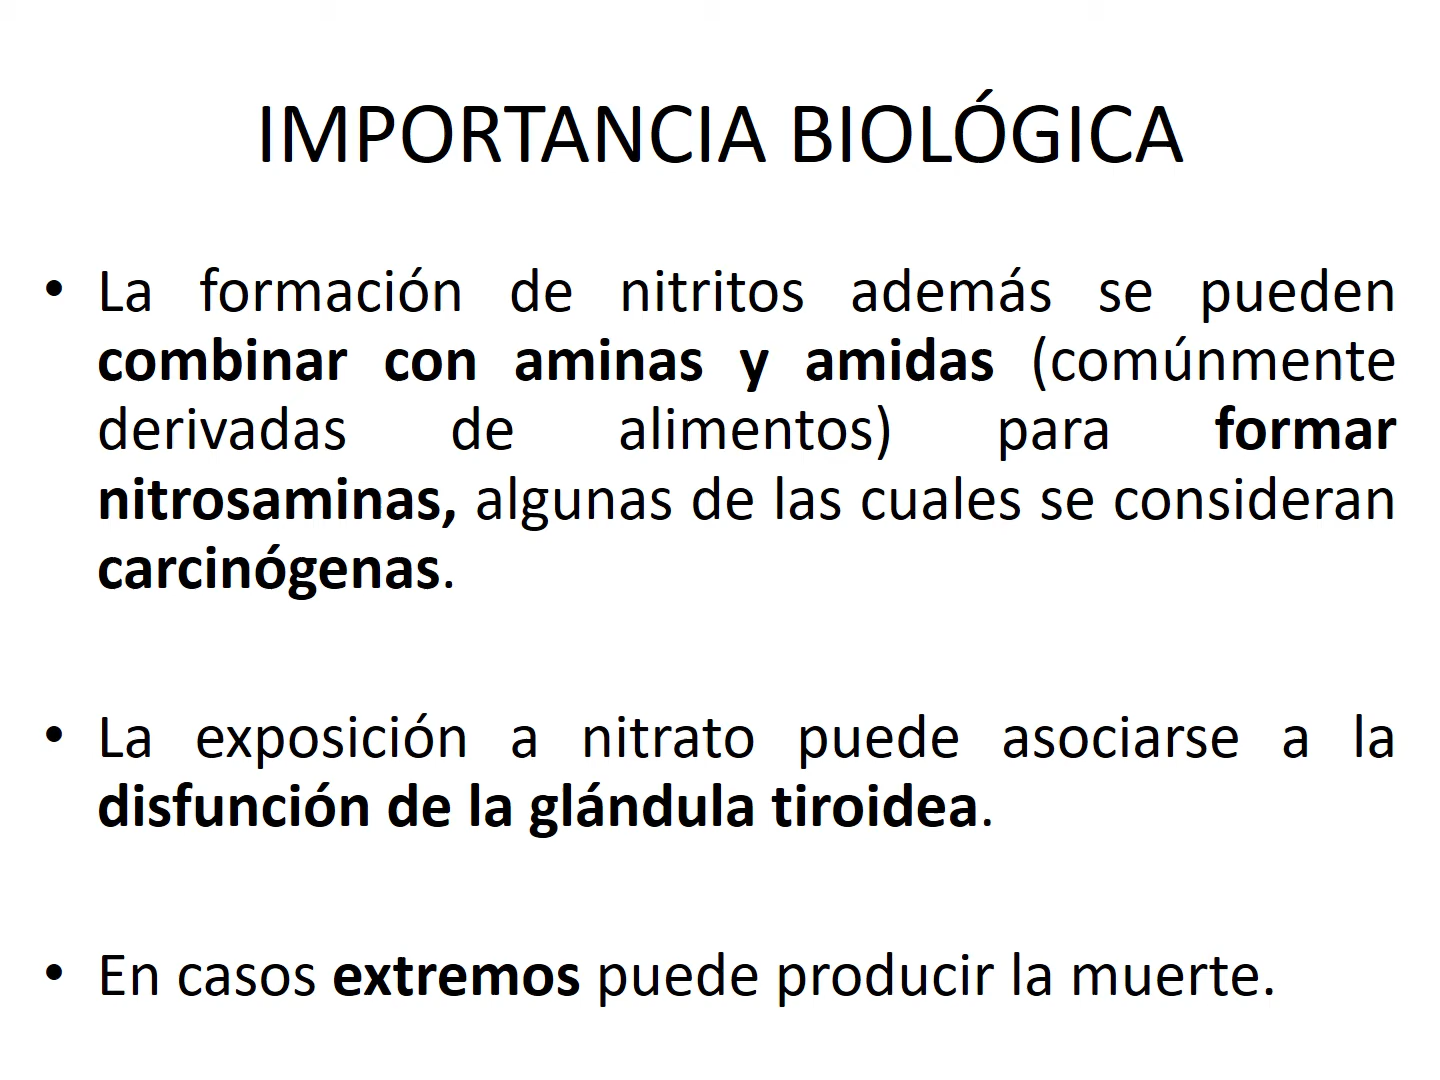 IMPORTANCIA BIOLÓGICA
• La formación de nitritos además se pueden
combinar con aminas y amidas (comúnmente
derivadas de alimentos) para formar
nitrosaminas, algunas de las cuales se consideran
carcinógenas.
• La exposición a nitrato puede asociarse a la
disfunción de la glándula tiroidea.
• En casos extremos puede producir la muerte.